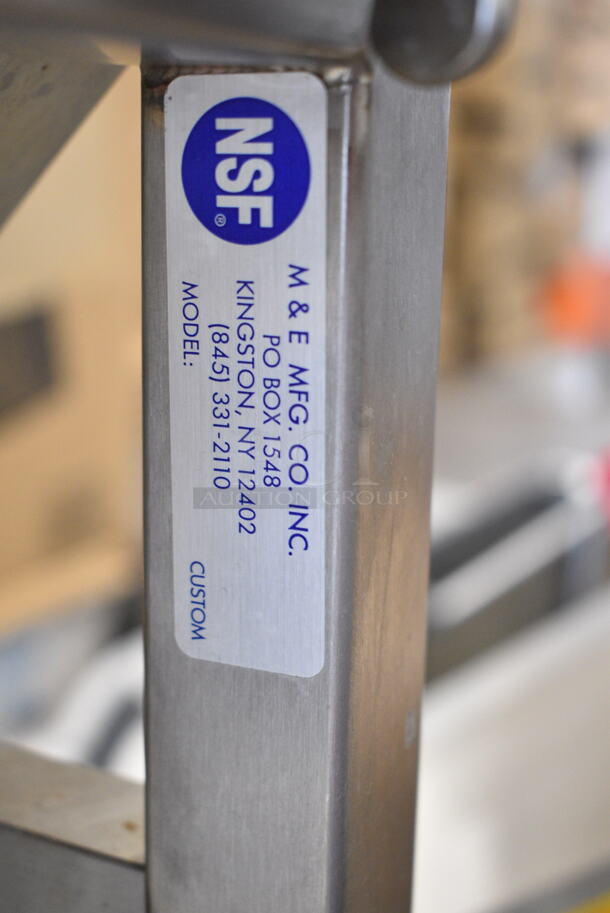 NSF®
M & E MFG. CO. INC.
PO BOX 1548
KINGSTON, NY 12402
(845) 331-2110
MODEL: CUSTOM
AUCTION GROUP